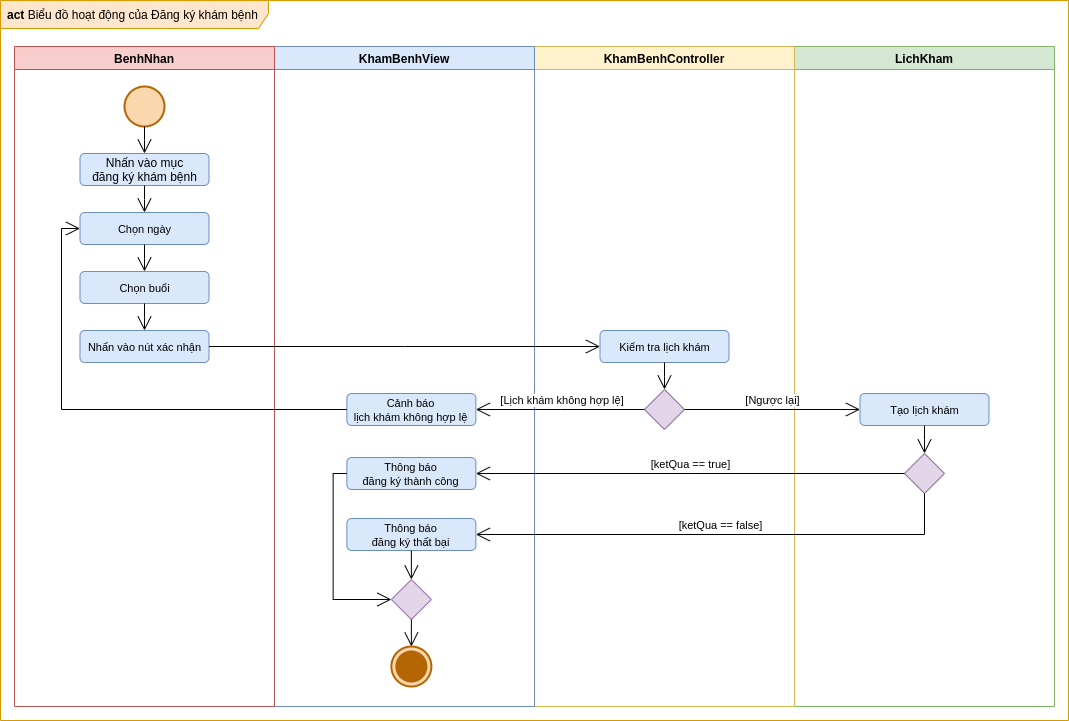 act Biểu đồ hoạt động của Đăng ký khám bệnh
BenhNhan
KhamBenhView
KhamBenhController
LichKham
Nhấn vào mục
đăng ký khám bệnh
Chọn ngày
Chọn buổi
Nhấn vào nút xác nhận
Kiểm tra lịch khám
Cảnh báo
lịch khám không hợp lệ
[Lịch khám không hợp lệ]
[Ngược lại]
Tạo lịch khám
Thông báo
đăng ký thành công
[ketQua == true]
Thông báo
đăng ký thất bại
[ketQua == false]